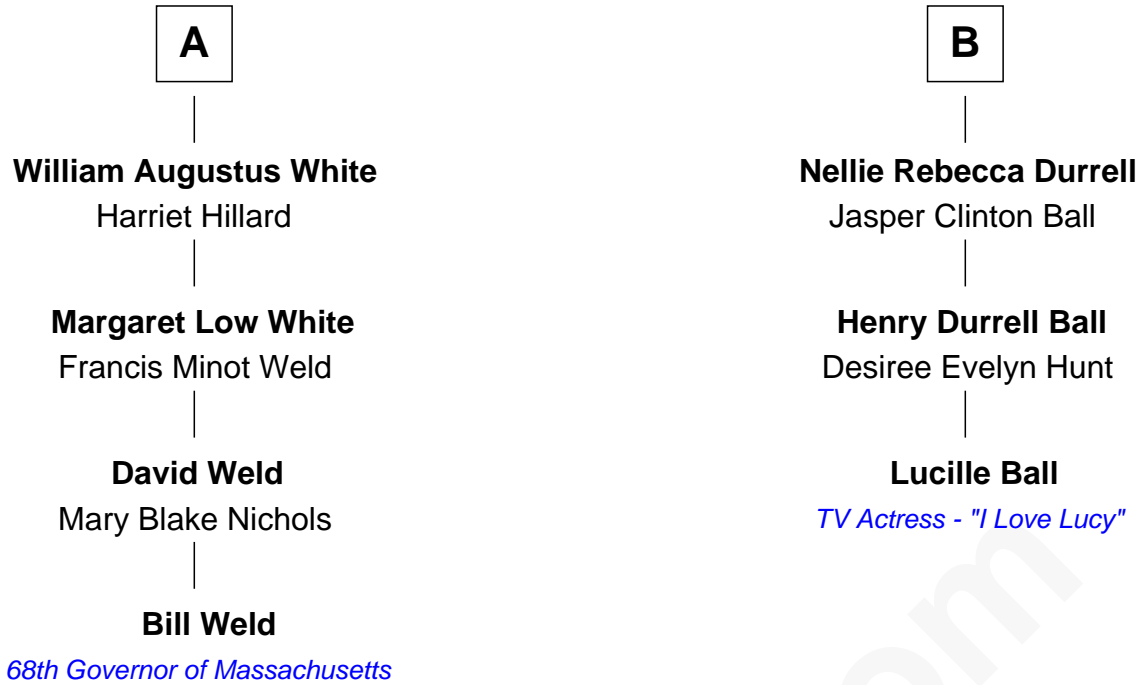 A
William Augustus White
Harriet Hillard
Margaret Low White
Francis Minot Weld
David Weld
Mary Blake Nichols
Bill Weld
68th Governor of Massachusetts
B
Nellie Rebecca Durrell
Jasper Clinton Ball
Henry Durrell Ball
Desiree Evelyn Hunt
Lucille Ball
TV Actress - "I Love Lucy"
om